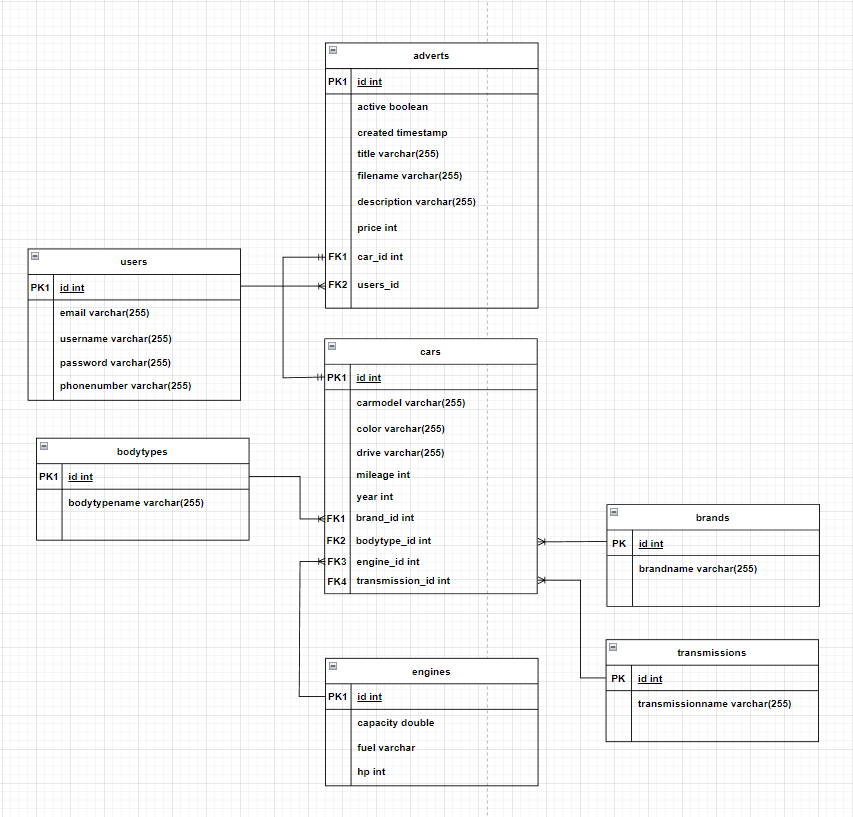 adverts
PK1 id int
active boolean
created timestamp
title varchar(255)
filename varchar(255)
description varchar(255)
price int
FK1 car_id int
FK2 users_id
users
PK1 id int
email varchar(255)
username varchar(255)
password varchar(255)
phonenumber varchar(255)
cars
PK1 id int
carmodel varchar(255)
color varchar(255)
drive varchar(255)
mileage int
year int
FK1 brand_id int
FK2 bodytype_id int
FK3 engine_id int
FK4 transmission_id int
bodytypes
PK1 id int
bodytypename varchar(255)
brands
PK id int
brandname varchar(255)
transmissions
PK id int
transmissionname varchar(255)
engines
PK1 id int
capacity double
fuel varchar
hp int